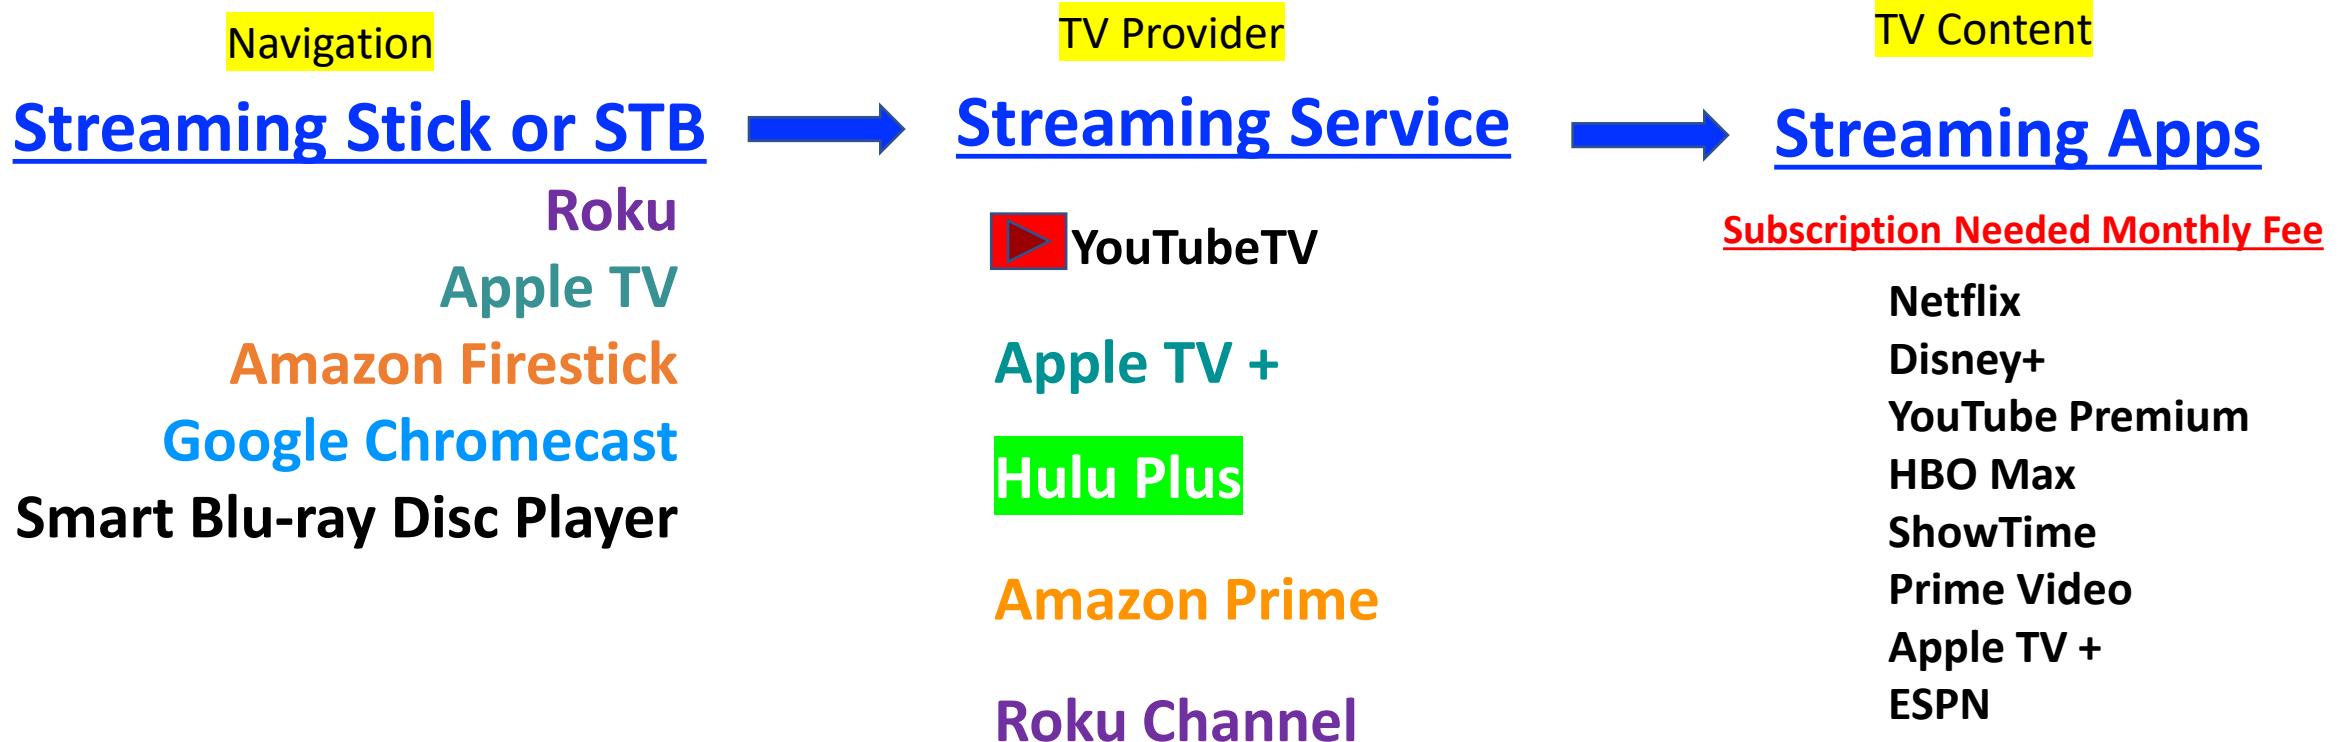 Navigation
Streaming Stick or STB
Roku
Apple TV
Amazon Firestick
Google Chromecast
Smart Blu-ray Disc Player
TV Provider
Streaming Service
YouTubeTV
Apple TV +
Hulu Plus
Amazon Prime
Roku Channel
TV Content
Streaming Apps
Subscription Needed Monthly Fee
Netflix
Disney+
YouTube Premium
HBO Max
ShowTime
Prime Video
Apple TV +
ESPN